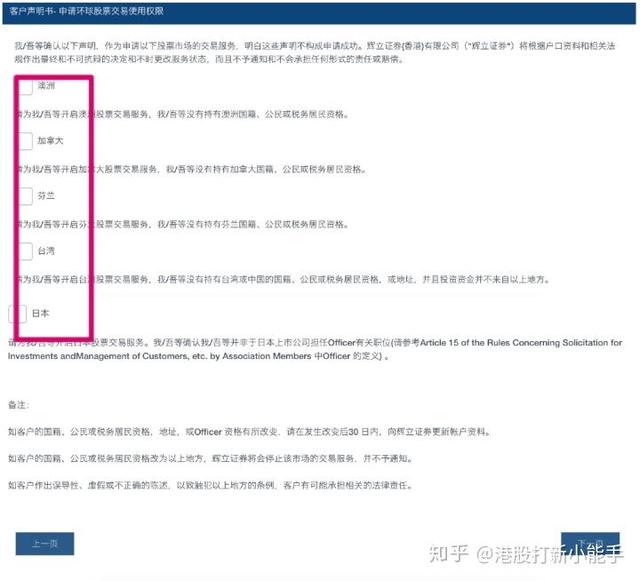 客户声明书- 申请环球股票交易使用权限
我/吾等确认以下声明，作为申请以下股票市场的交易服务，明白这些声明不构成申请成功。辉立证券(香港)有限公司（"辉立证券"）将根据户口资料和相关法
规作出最终和不可抗辩的决定和不时更改服务状态，而且不予通知和不会承担任何形式的责任或赔偿。
澳洲
请为我/吾等开启澳洲股票交易服务，我/吾等没有持有澳洲国籍、公民或税务居民资格。
加拿大
请为我/吾等开启加拿大股票交易服务，我/吾等没有持有加拿大国籍、公民或税务居民资格。
芬兰
请为我/吾等开启芬兰股票交易服务，我/吾等没有持有芬兰国籍、公民或税务居民资格。
台湾
请为我/吾等开启台湾股票交易服务，我/吾等没有持有台湾或中国的国籍、公民或税务居民资格，或地址，并且投资资金并不来自以上地方。
日本
请为我/吾等开启日本股票交易服务。我/吾等确认我/吾等并非于日本上市公司担任Officer有关职位(请参考Article 15 of the Rules Concerning Solicitation for
Investments andManagement of Customers, etc. by Association Members 中Officer 的定义) 。
备注:
如客户的国籍、公民或税务居民资格，地址，或Officer 资格有所改变，请在发生改变后30 日内，向辉立证券更新帐户资料。
如客户的国籍、公民或税务居民资格改为以上地方，辉立证券将会停止该市场的交易服务，并不予通知。
如客户作出误导性、虚假或不正确的陈述，以致触犯以上地方的条例，客户有可能承担相关的法律责任。
上一页
下一页
知乎 @港股打新小能手